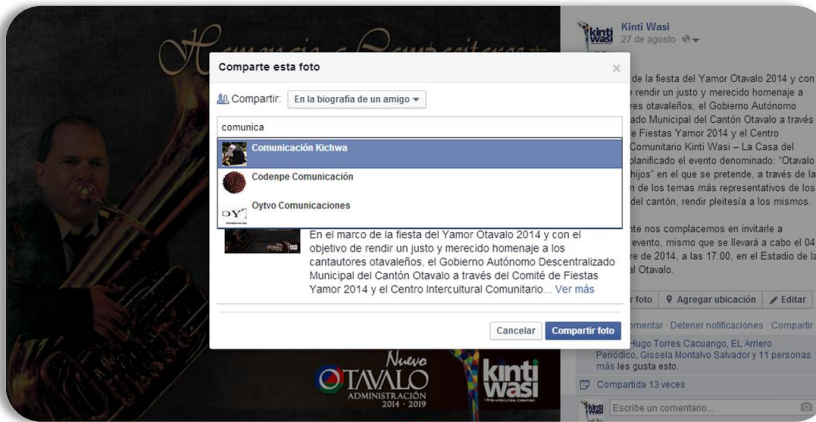 Homenaje a Compositores
Comparte esta foto
Compartir: En la biografía de un amigo
comunica
Comunicación Kichwa
Codenpe Comunicación
Oytvo Comunicaciones
OYT
En el marco de la fiesta del Yamor Otavalo 2014 y con el
objetivo de rendir un justo y merecido homenaje a los
cantautores otavaleños, el Gobierno Autónomo Descentralizado
Municipal del Cantón Otavalo a través del Comité de Fiestas
Yamor 2014 y el Centro Intercultural Comunitario... Ver más
Cancelar Compartir foto
Nuevo
OTAVALO
ADMINISTRACIÓN
2014 - 2019
kinti
wasi
Kinti Wasi
27 de agosto
de la fiesta del Yamor Otavalo 2014 y con
rendir un justo y merecido homenaje a
res otavaleños, el Gobierno Autónomo
ado Municipal del Cantón Otavalo a través
e Fiestas Yamor 2014 y el Centro
Comunitario Kinti Wasi – La Casa del
planificado el evento denominado: "Otavalo
hijos" en el que se pretende, a través de la
n de los temas más representativos de los
del cantón, rendir pleitesía a los mismos.
nte nos complacemos en invitarle a
evento, mismo que se llevará a cabo el 04
re de 2014, a las 17:00, en el Estadio de la
al Otavalo.
r foto Agregar ubicación Editar
omentar · Detener notificaciones · Compartir
Hugo Torres Cacuango, EL Arriero
Periódico, Gissela Montalvo Salvador y 11 personas
más les gusta esto.
Compartida 13 veces
Escribe un comentario...